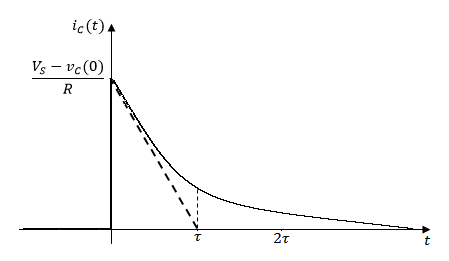 i_C(t)
V_S − v_C(0)
R
τ
2τ
t